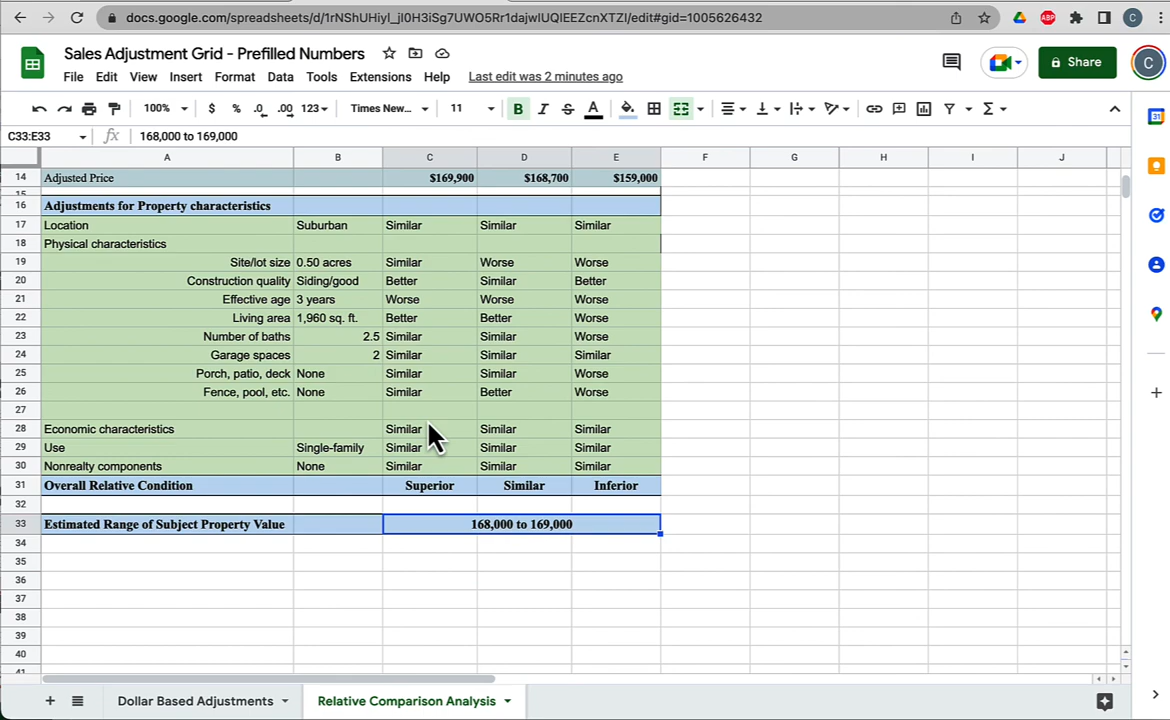 docs.google.com/spreadsheets/d/1rNShUHiyl_jI0H3iSg7UWO5Rr1dajwIUQIEEZcnXTZI/edit#gid=1005626432
ABP
C
Sales Adjustment Grid - Prefilled Numbers
File Edit View Insert Format Data Tools Extensions Help Last edit was 2 minutes ago
Share
C
100% $ % .0 .00 123 Times New... 11 B I S A
31
C33:E33 fx 168,000 to 169,000
A B C D E F G H I J
14 Adjusted Price $169,900 $168,700 $159,000
15
16 Adjustments for Property characteristics
17 Location Suburban Similar Similar Similar
18 Physical characteristics
19 Site/lot size 0.50 acres Similar Worse Worse
20 Construction quality Siding/good Better Similar Better
21 Effective age 3 years Worse Worse Worse
22 Living area 1,960 sq. ft. Better Better Worse
23 Number of baths 2.5 Similar Similar Worse
24 Garage spaces 2 Similar Similar Similar
25 Porch, patio, deck None Similar Similar Worse
26 Fence, pool, etc. None Similar Better Worse
27
28 Economic characteristics Similar Similar Similar
29 Use Single-family Similar Similar Similar
30 Nonrealty components None Similar Similar Similar
31 Overall Relative Condition Superior Similar Inferior
32
33 Estimated Range of Subject Property Value 168,000 to 169,000
34
35
36
37
38
39
40
41
Dollar Based Adjustments Relative Comparison Analysis